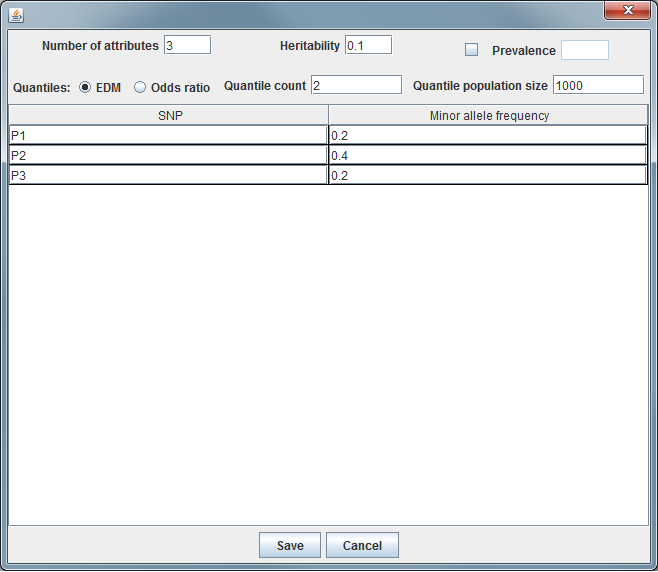 Number of attributes 3 Heritability 0.1 Prevalence
Quantiles: EDM Odds ratio Quantile count 2 Quantile population size 1000
SNP Minor allele frequency
P1 0.2
P2 0.4
P3 0.2
Save Cancel